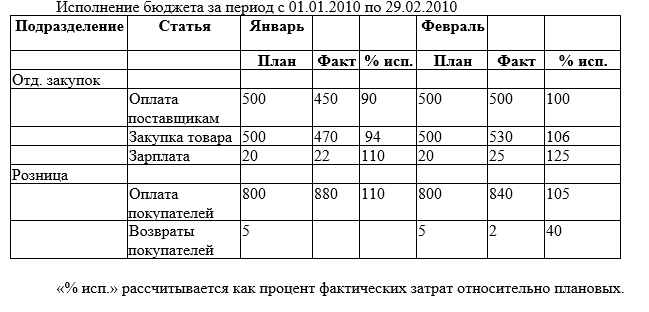 Исполнение бюджета за период с 01.01.2010 по 29.02.2010
Подразделение Статья Январь Февраль
План Факт % исп. План Факт % исп.
Отд. закупок
Оплата поставщикам 500 450 90 500 500 100
Закупка товара 500 470 94 500 530 106
Зарплата 20 22 110 20 25 125
Розница
Оплата покупателей 800 880 110 800 840 105
Возвраты покупателей 5 5 2 40
«% исп.» рассчитывается как процент фактических затрат относительно плановых.